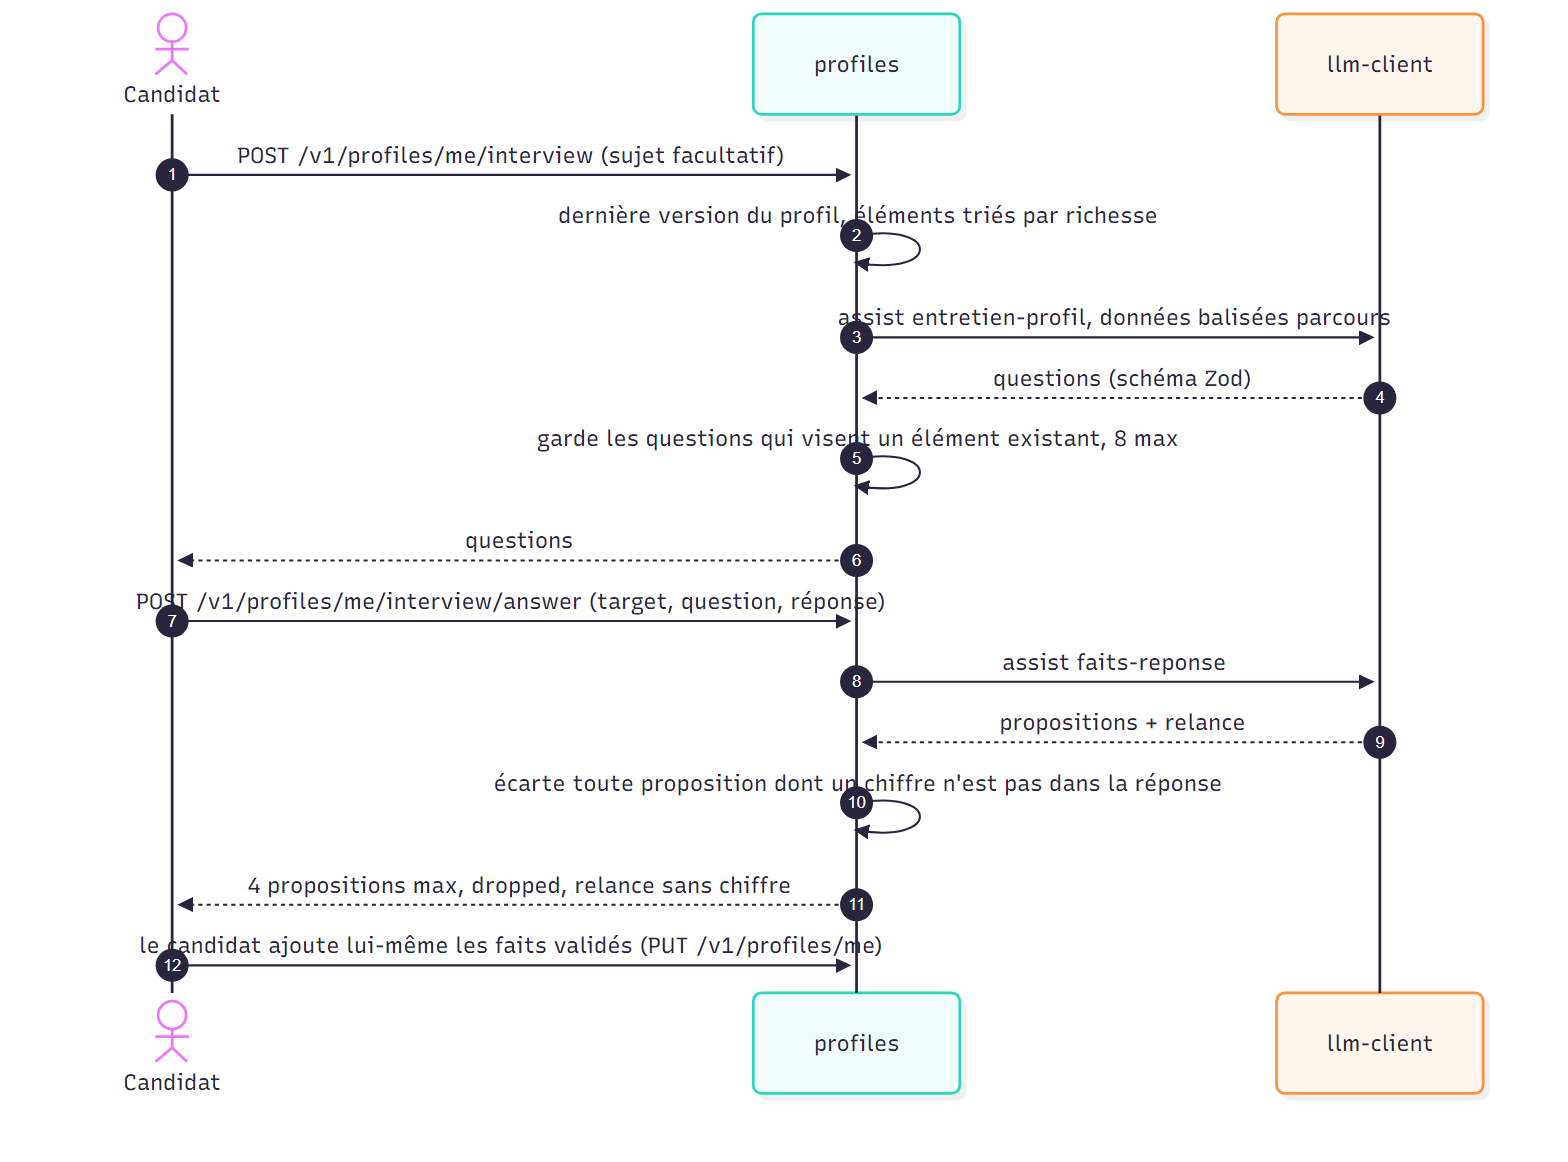 Candidat
profiles
llm-client
POST /v1/profiles/me/interview (sujet facultatif)
1
dernière version du profil, éléments triés par richesse
2
assist entretien-profil, données balisées parcours
3
questions (schéma Zod)
4
garde les questions qui visent un élément existant, 8 max
5
questions
6
POST /v1/profiles/me/interview/answer (target, question, réponse)
7
assist faits-reponse
8
propositions + relance
9
écarte toute proposition dont un chiffre n'est pas dans la réponse
10
4 propositions max, dropped, relance sans chiffre
11
le candidat ajoute lui-même les faits validés (PUT /v1/profiles/me)
12
Candidat
profiles
llm-client